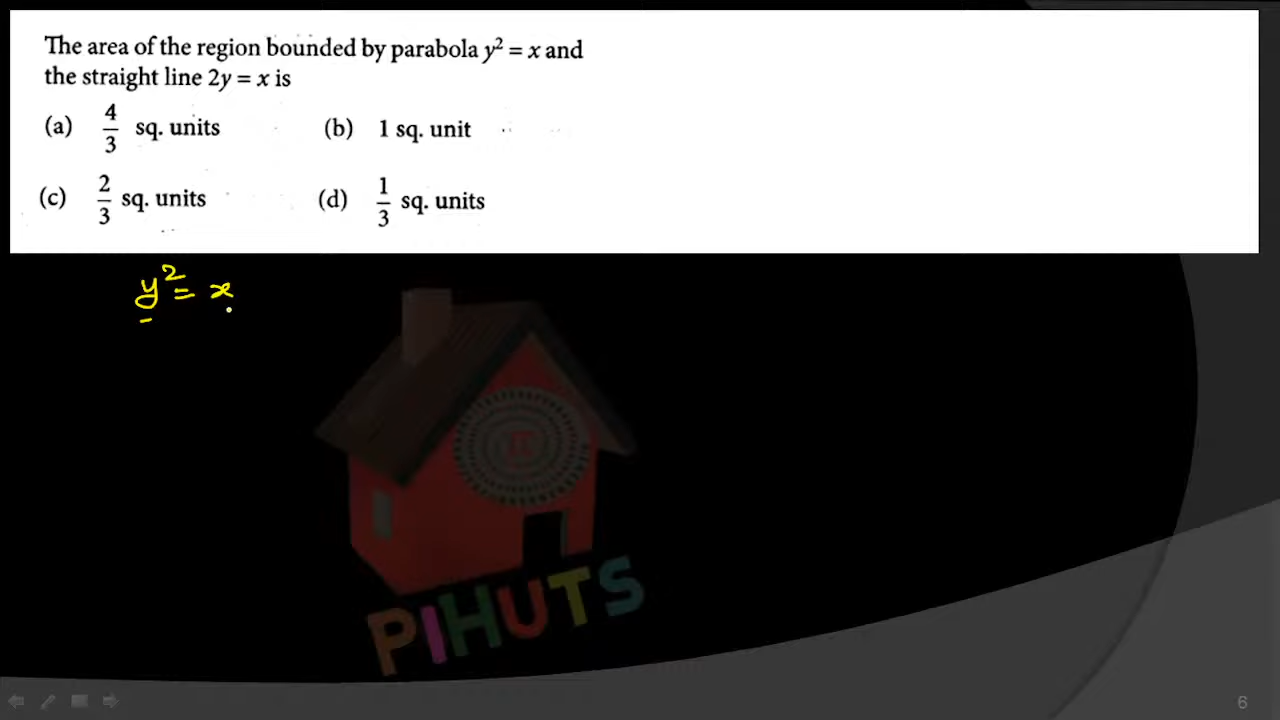 The area of the region bounded by parabola y² = x and
the straight line 2y = x is
(a) 4/3 sq. units (b) 1 sq. unit
(c) 2/3 sq. units (d) 1/3 sq. units
y² = x
PIHUTS
6